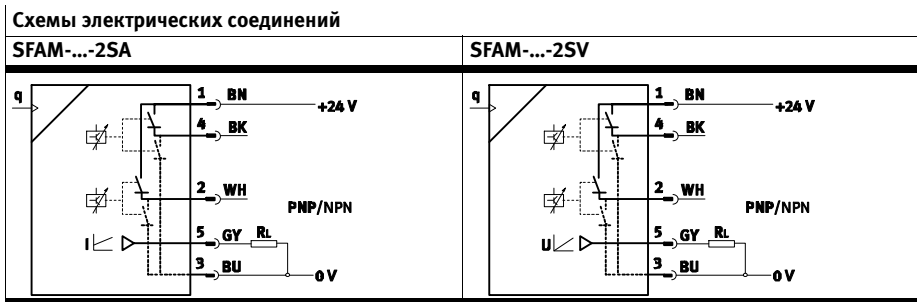 Схемы электрических соединений
SFAM-...-2SA
SFAM-...-2SV
q
1 BN
+24 V
4 BK
2 WH
PNP/NPN
I
5 GY RL
3 BU
0 V
q
1 BN
+24 V
4 BK
2 WH
PNP/NPN
U
5 GY RL
3 BU
0 V